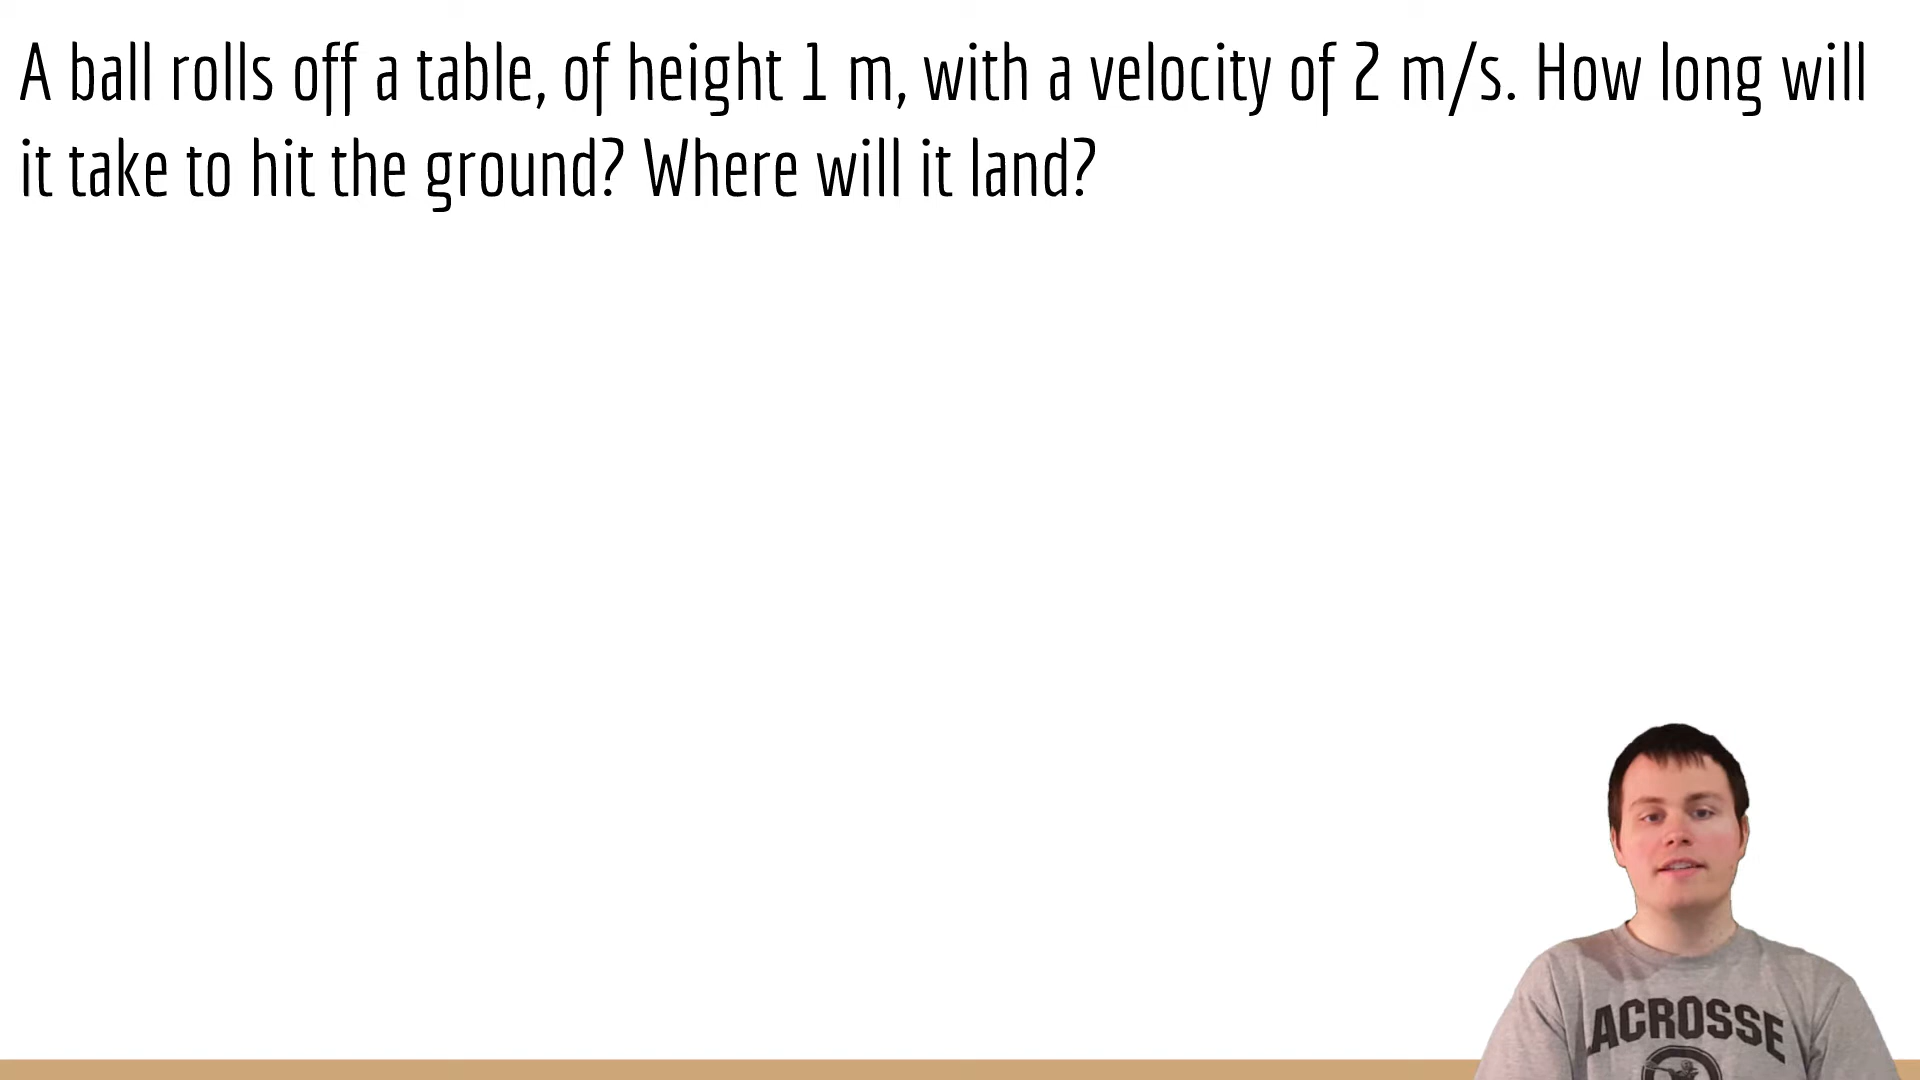 A ball rolls off a table, of height 1 m, with a velocity of 2 m/s. How long will
it take to hit the ground? Where will it land?
LACROSSE